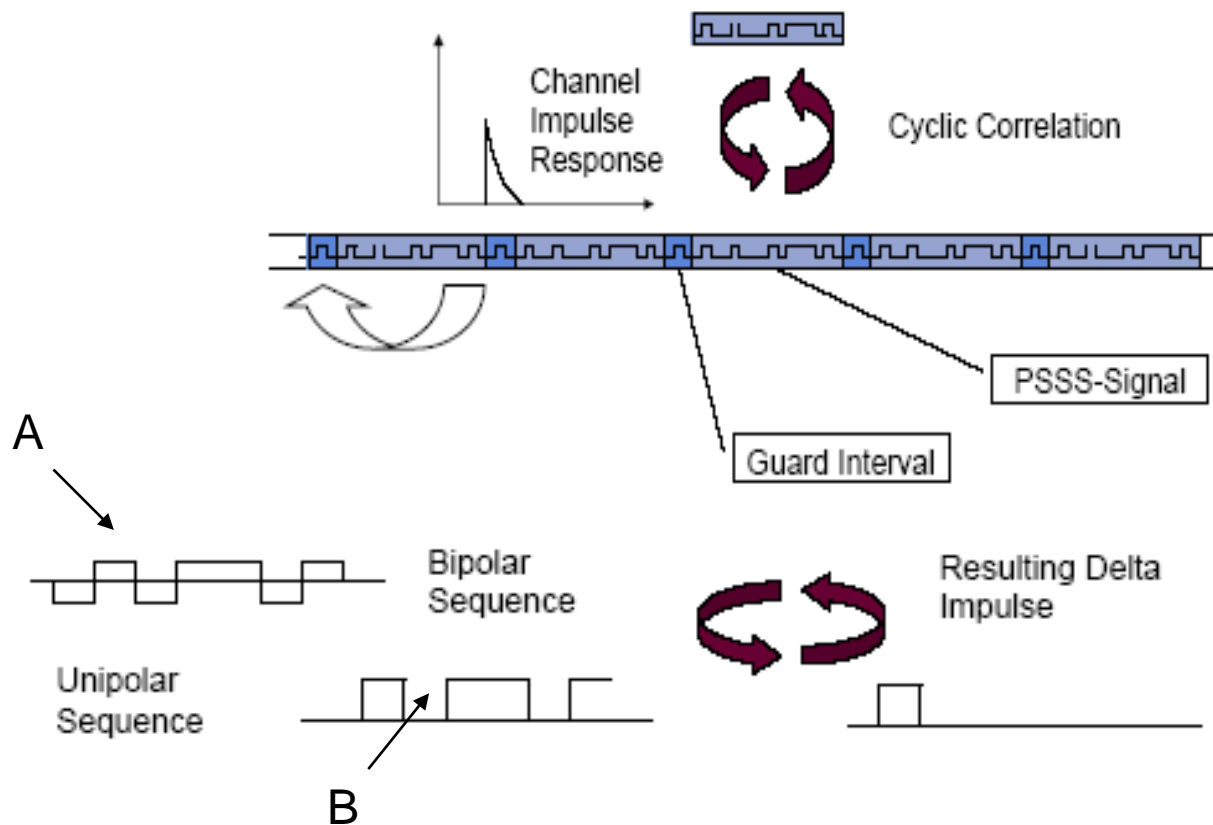 Channel
Impulse
Response
Cyclic Correlation
PSSS-Signal
Guard Interval
A
Bipolar
Sequence
Resulting Delta
Impulse
Unipolar
Sequence
B